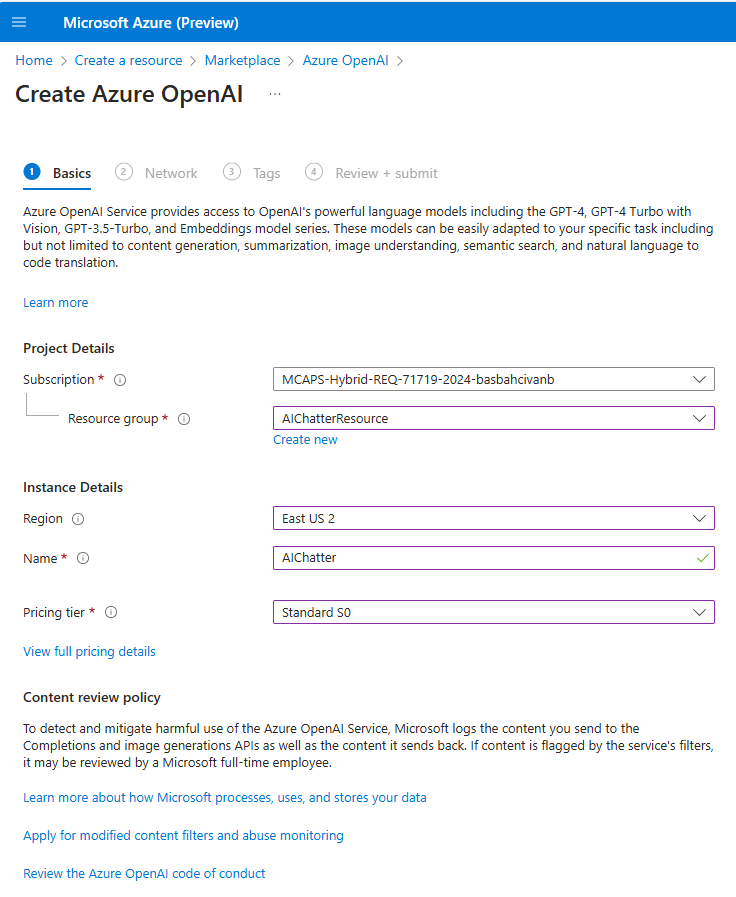 Microsoft Azure (Preview)
Home > Create a resource > Marketplace > Azure OpenAI >
Create Azure OpenAI ...
1 Basics 2 Network 3 Tags 4 Review + submit
Azure OpenAI Service provides access to OpenAI's powerful language models including the GPT-4, GPT-4 Turbo with
Vision, GPT-3.5-Turbo, and Embeddings model series. These models can be easily adapted to your specific task including
but not limited to content generation, summarization, image understanding, semantic search, and natural language to
code translation.
Learn more
Project Details
Subscription * MCAPS-Hybrid-REQ-71719-2024-basbahcivanb
Resource group * AIChatterResource
Create new
Instance Details
Region East US 2
Name * AIChatter
Pricing tier * Standard S0
View full pricing details
Content review policy
To detect and mitigate harmful use of the Azure OpenAI Service, Microsoft logs the content you send to the
Completions and image generations APIs as well as the content it sends back. If content is flagged by the service's filters,
it may be reviewed by a Microsoft full-time employee.
Learn more about how Microsoft processes, uses, and stores your data
Apply for modified content filters and abuse monitoring
Review the Azure OpenAI code of conduct